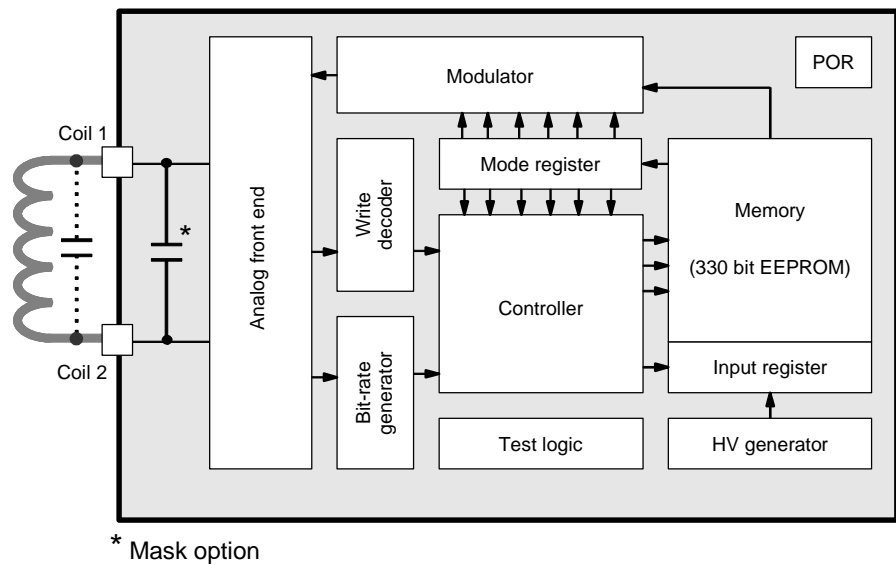 Modulator
POR
Coil 1
Mode register
Memory
(330 bit EEPROM)
*
Analog front end
Write
decoder
Controller
Coil 2
Bit-rate
generator
Input register
Test logic
HV generator
* Mask option